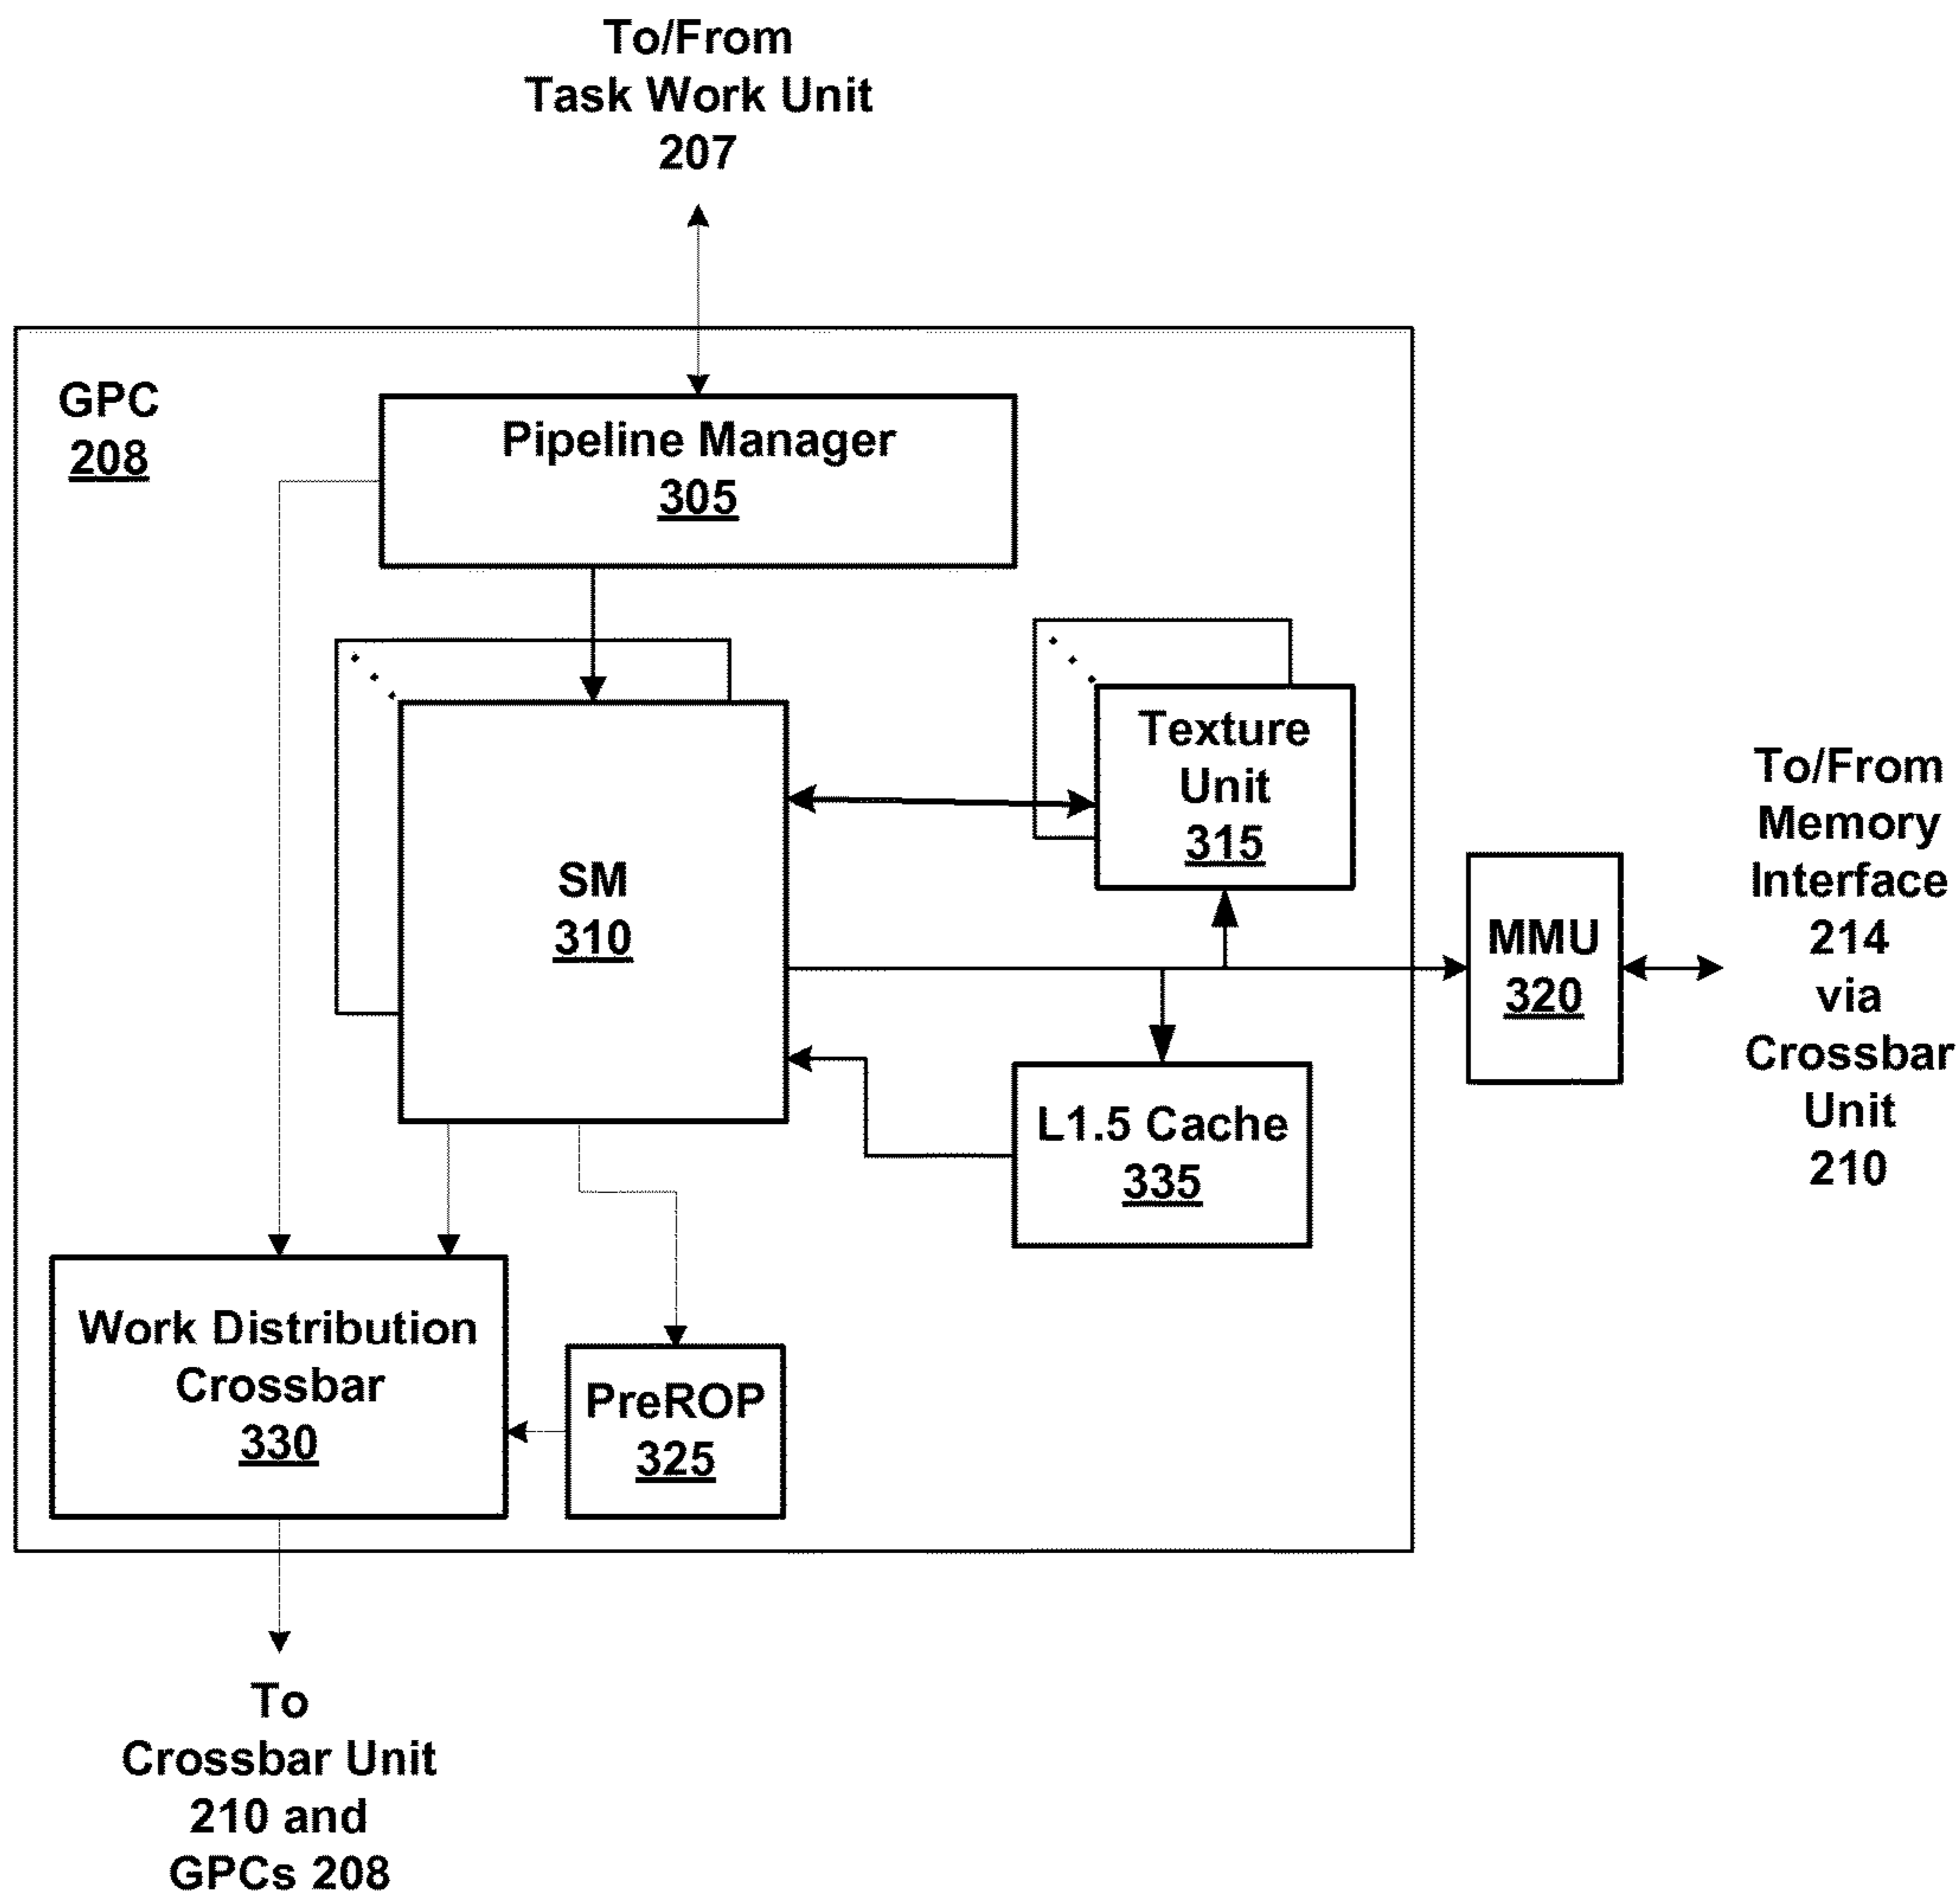 To/From
Task Work Unit
207
GPC
208
Pipeline Manager
305
Texture
Unit
315
SM
310
MMU
320
To/From
Memory
Interface
214
via
Crossbar
Unit
210
L1.5 Cache
335
Work Distribution
Crossbar
330
PreROP
325
To
Crossbar Unit
210 and
GPCs 208